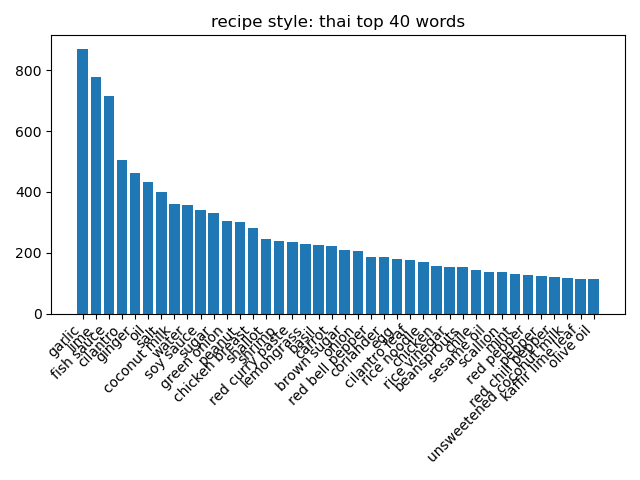 recipe style: thai top 40 words
800
600
400
200
0
garlic
lime
fish sauce
cilantro
ginger
oil
salt
coconut milk
water
soy sauce
sugar
green onion
peanut
chicken breast
shallot
shrimp
red curry paste
lemongrass
basil
carrot
brown sugar
onion
red bell pepper
coriander
egg
cilantro leaf
rice noodle
chicken
rice vinegar
beansprouts
chile
sesame oil
scallion
mint
red pepper
pepper
red chili pepper
unsweetened coconut milk
kaffir lime leaf
olive oil